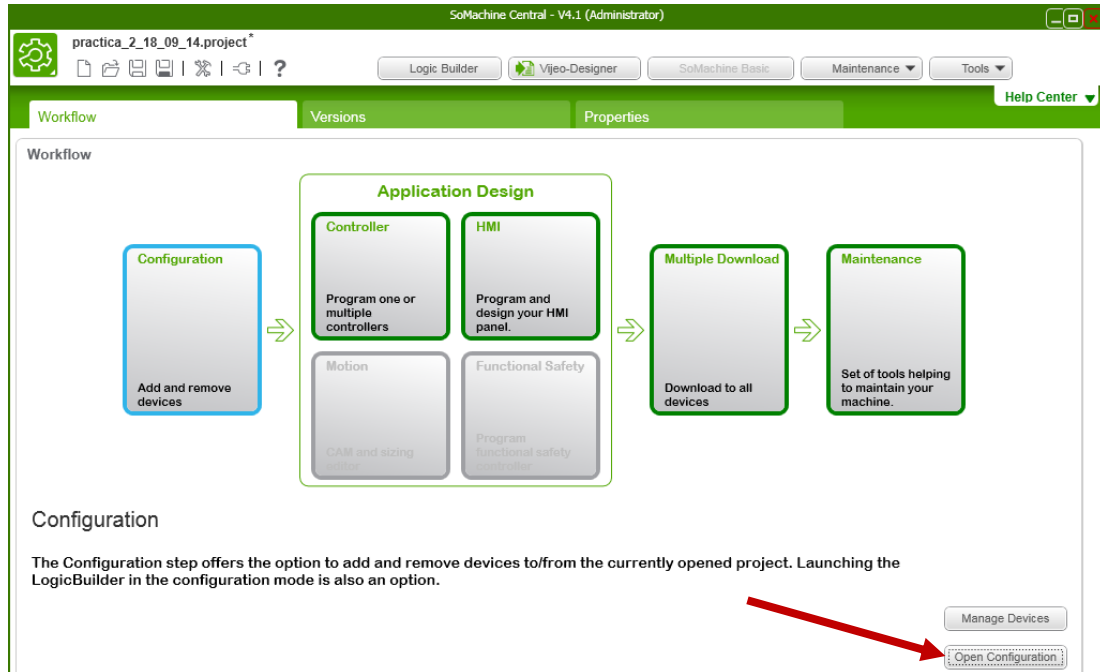 SoMachine Central - V4.1 (Administrator)
practica_2_18_09_14.project*
?
Logic Builder
Vijeo-Designer
SoMachine Basic
Maintenance
Tools
Help Center
Workflow
Versions
Properties
Workflow
Application Design
Configuration
Add and remove
devices
Controller
Program one or
multiple
controllers
HMI
Program and
design your HMI
panel.
Motion
CAM and sizing
editor
Functional Safety
Program
functional safety
controller
Multiple Download
Download to all
devices
Maintenance
Set of tools helping
to maintain your
machine.
Configuration
The Configuration step offers the option to add and remove devices to/from the currently opened project. Launching the
LogicBuilder in the configuration mode is also an option.
Manage Devices
Open Configuration